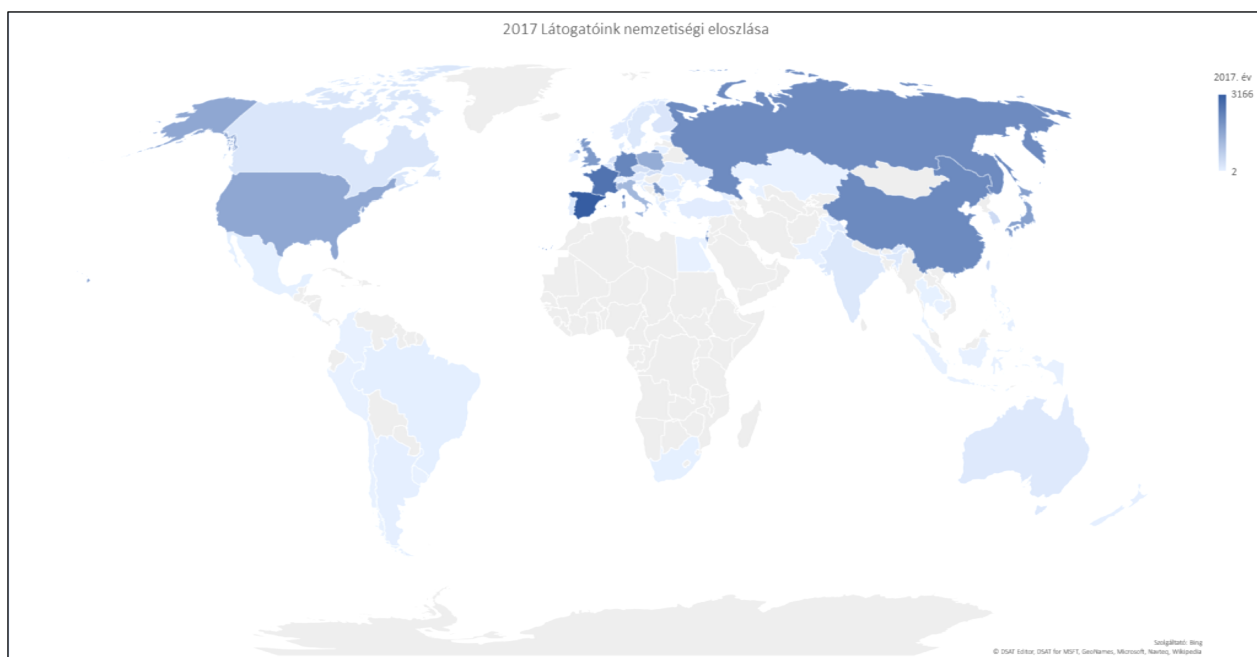 2017 Látogatóink nemzetiségi eloszlása
2017. év
3166
2
Szolgáltató: Bing
© DSAT Editor, DSAT for MSFT, GeoNames, Microsoft, Navteq, Wikipedia